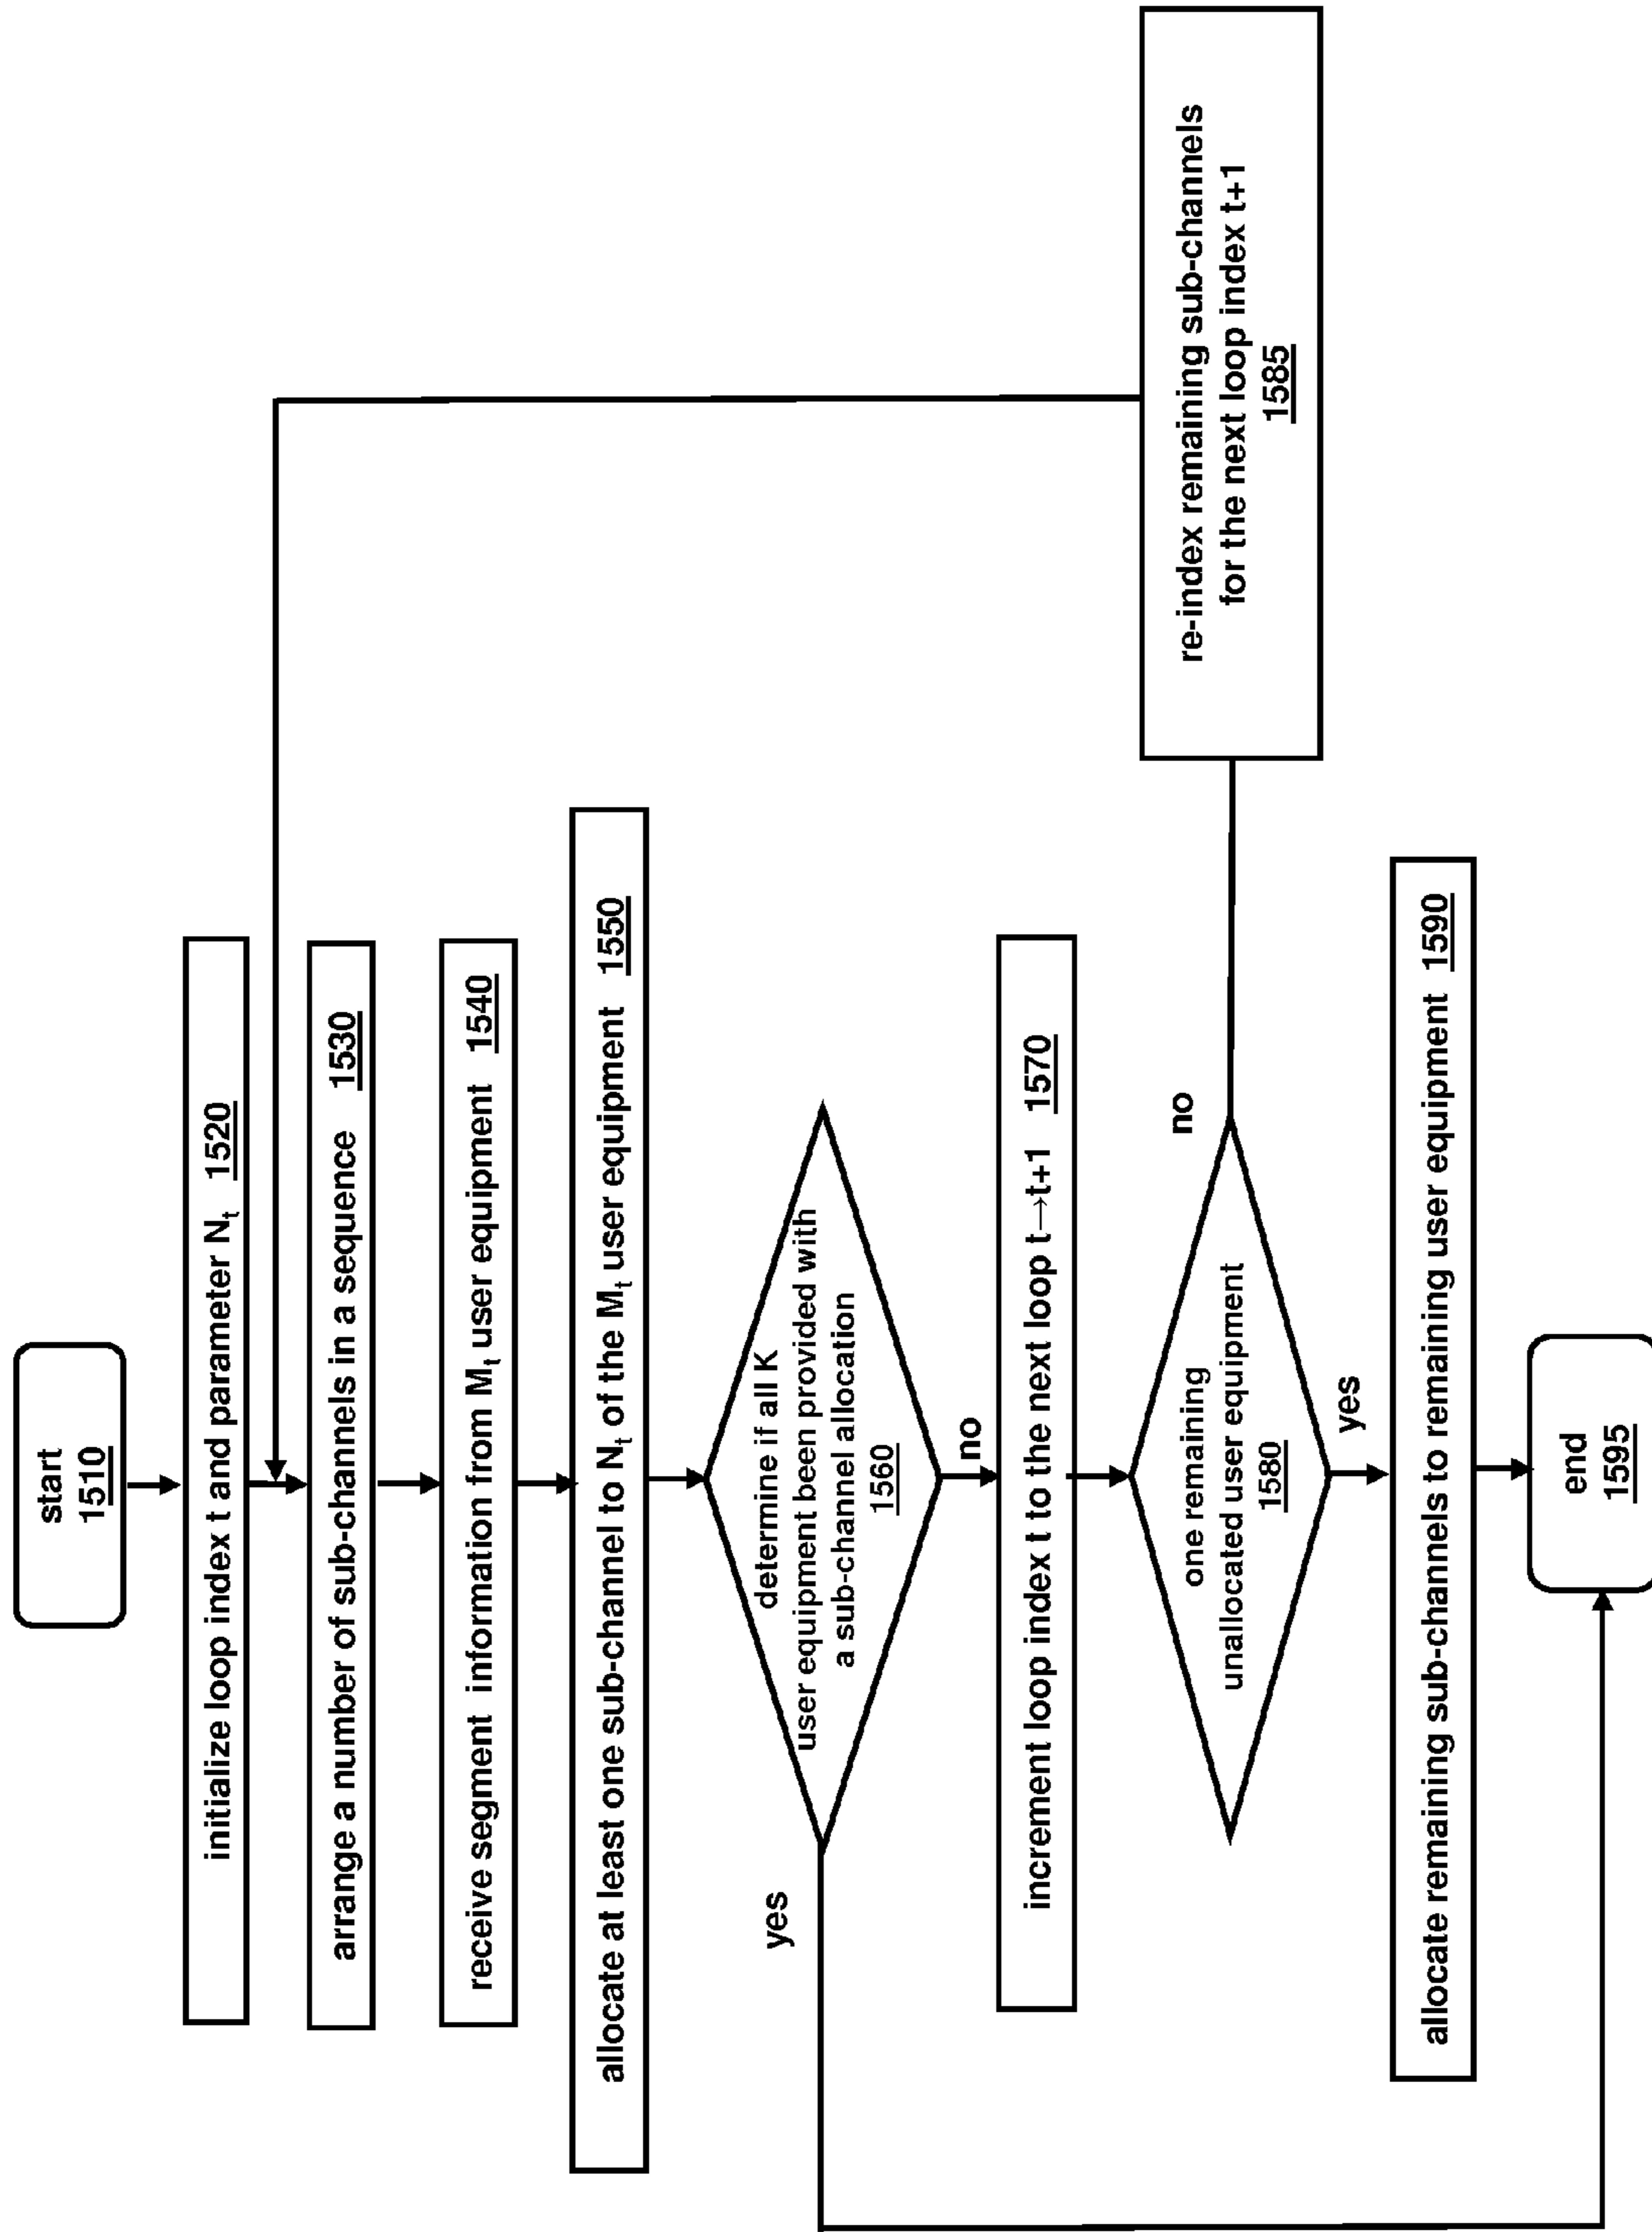 start
1510
initialize loop index t and parameter Nt 1520
arrange a number of sub-channels in a sequence 1530
receive segment information from Mt user equipment 1540
allocate at least one sub-channel to Nt of the Mt user equipment 1550
determine if all K
user equipment been provided with
a sub-channel allocation
1560
yes
no
increment loop index t to the next loop t→t+1 1570
one remaining
unallocated user equipment
1580
no
re-index remaining sub-channels
for the next loop index t+1
1585
yes
allocate remaining sub-channels to remaining user equipment 1590
end
1595